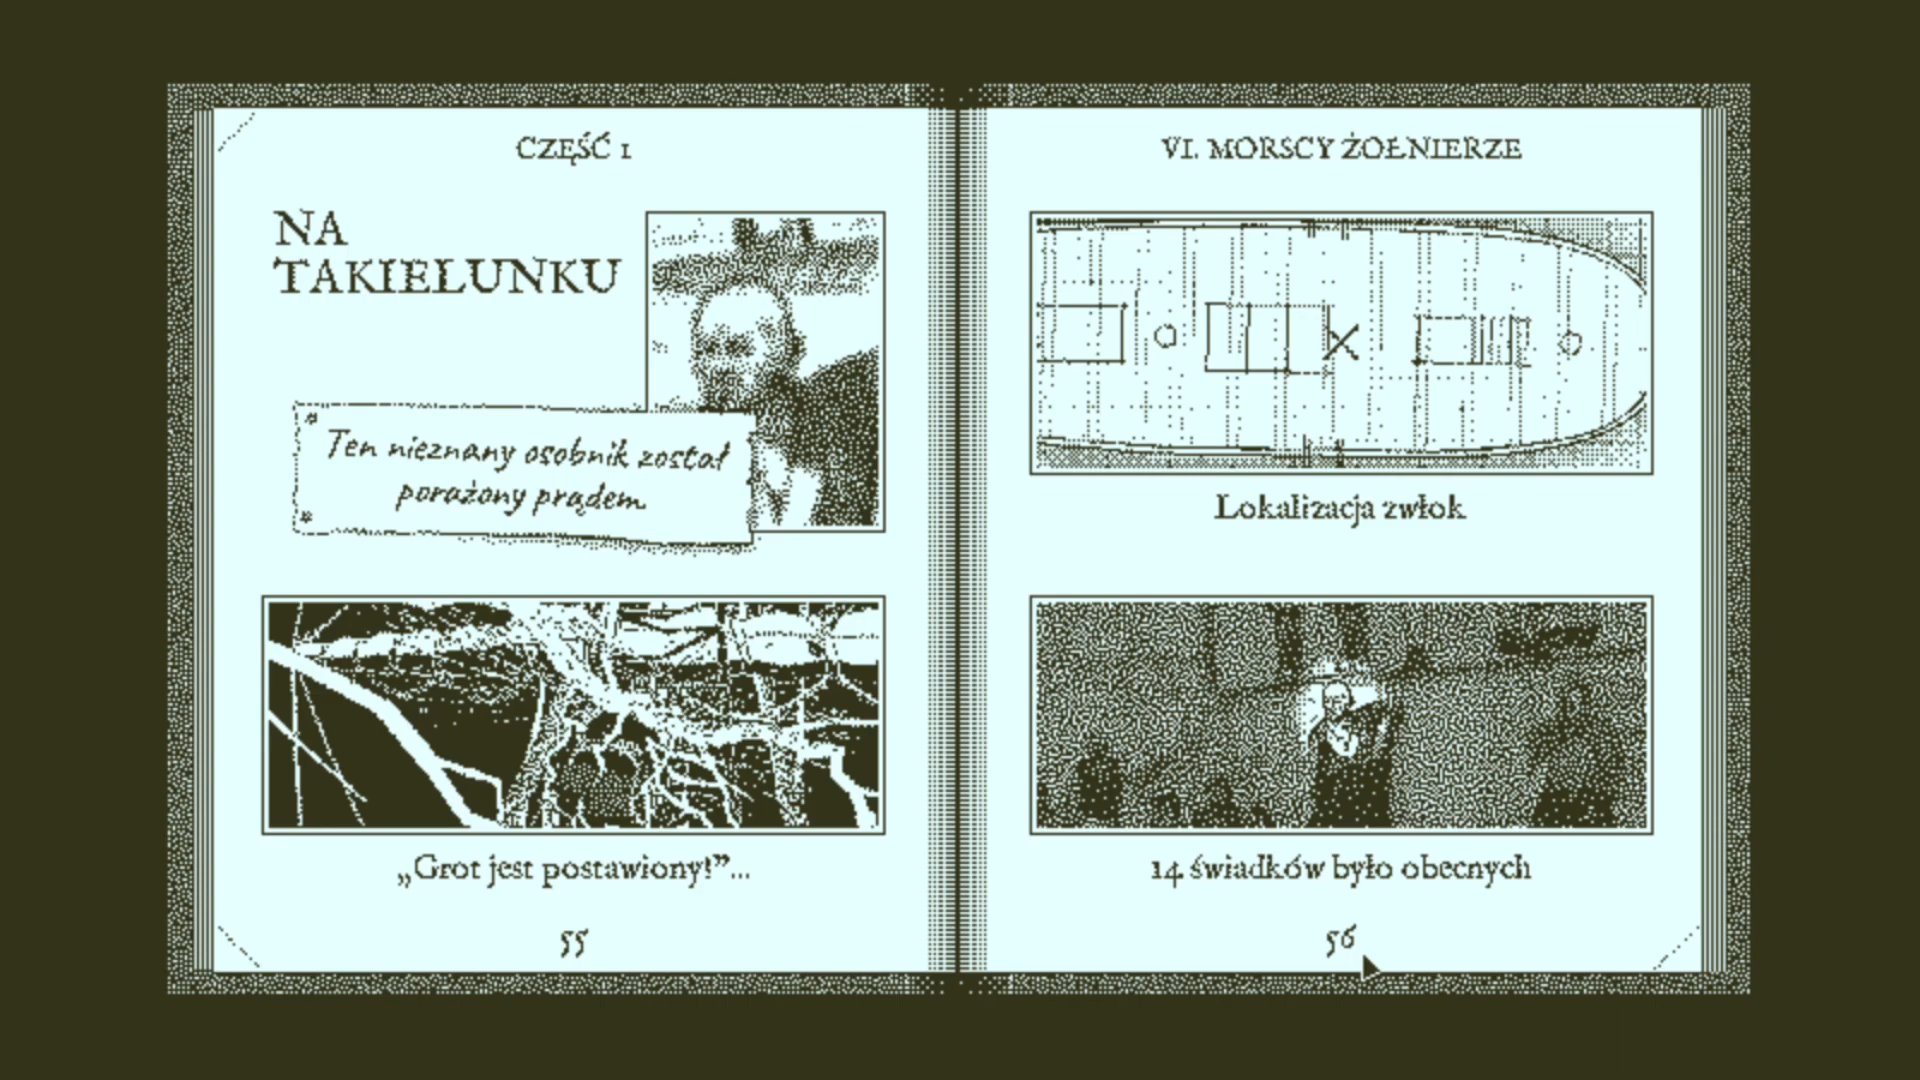 CZĘŚĆ 1
NA
TAKIELUNKU
Ten nieznany osobnik został
porażony prądem.
„Grot jest postawiony!”...
55
VI. MORSCY ŻOŁNIERZE
Lokalizacja zwłok
14 świadków było obecnych
56